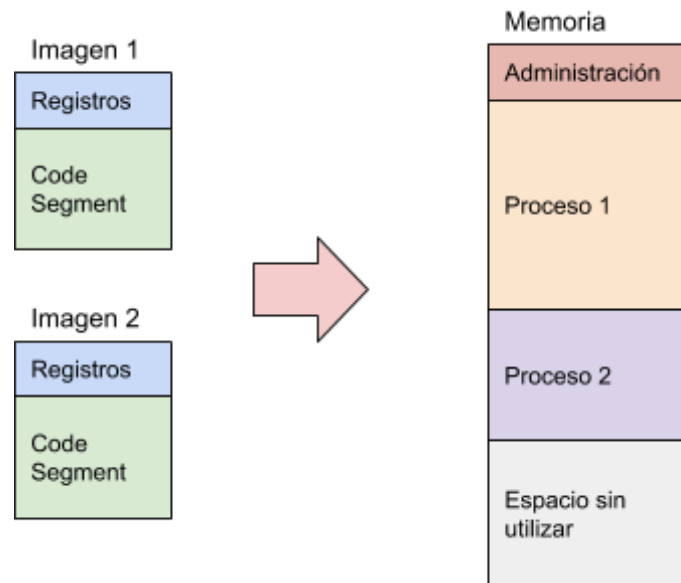 Imagen 1
Registros
Code
Segment
Imagen 2
Registros
Code
Segment
Memoria
Administración
Proceso 1
Proceso 2
Espacio sin
utilizar